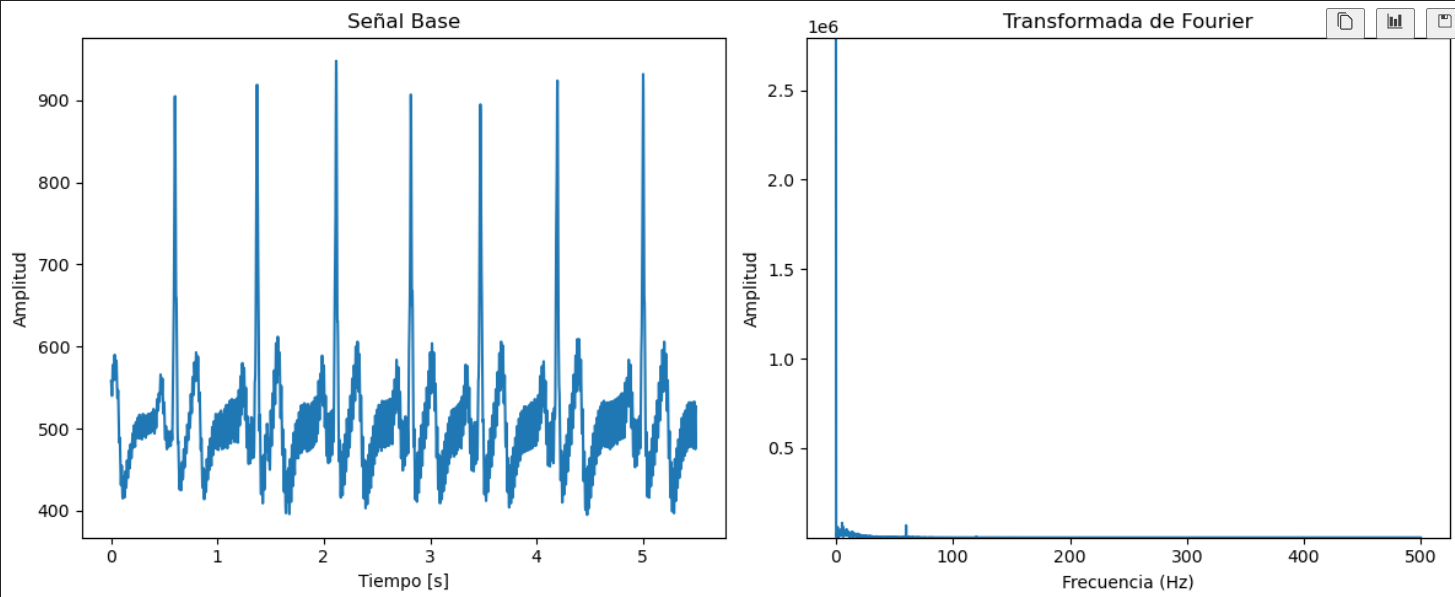 Señal Base
900
800
700
600
500
400
Amplitud
0 1 2 3 4 5
Tiempo [s]
Transformada de Fourier
1e6
2.5
2.0
1.5
1.0
0.5
Amplitud
0 100 200 300 400 500
Frecuencia (Hz)